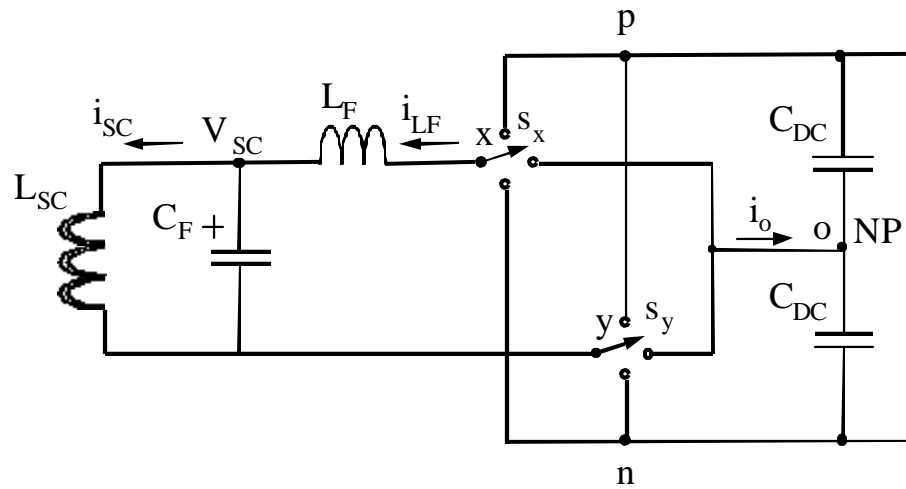 p
i_SC
V_SC
L_F
i_LF
x
s_x
C_DC
L_SC
C_F
+
i_o
o
NP
y
s_y
C_DC
n